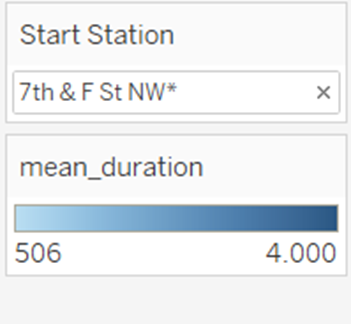 Start Station
7th & F St NW*
×
mean_duration
506 4.000